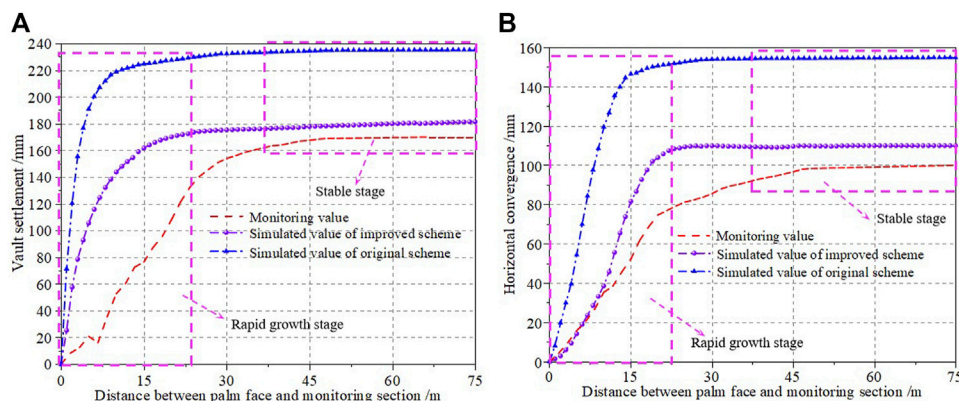 A
240
220
200
180
160
140
120
100
80
60
40
20
0
Vault settlement /mm
Stable stage
Monitoring value
Simulated value of improved scheme
Simulated value of original scheme
Rapid growth stage
0 15 30 45 60 75
Distance between palm face and monitoring section /m
B
160
140
120
100
80
60
40
20
0
Horizontal convergence /mm
Stable stage
Monitoring value
Simulated value of improved scheme
Simulated value of original scheme
Rapid growth stage
0 15 30 45 60 75
Distance between palm face and monitoring section /m